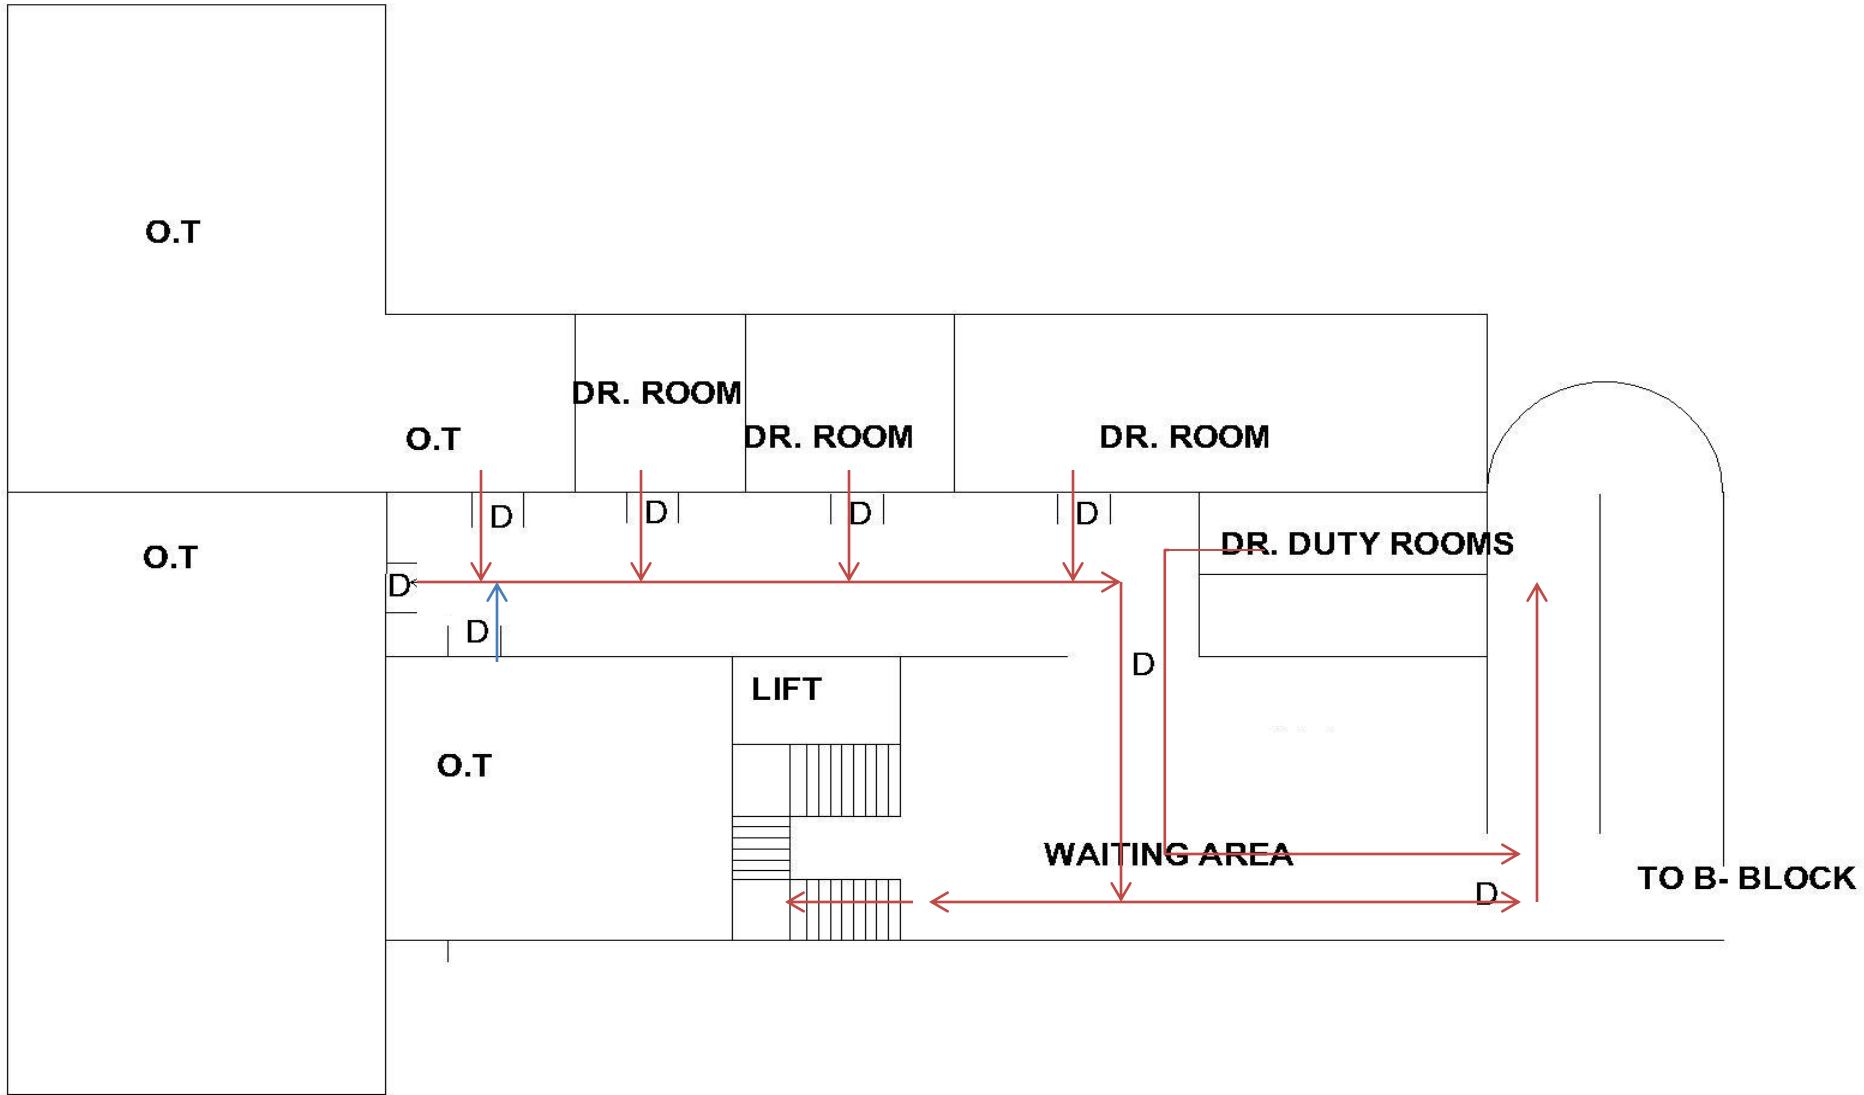 O.T
DR. ROOM
DR. ROOM
DR. ROOM
O.T
D
D
D
D
O.T
DR. DUTY ROOMS
D
D
D
LIFT
O.T
WAITING AREA
TO B- BLOCK
D